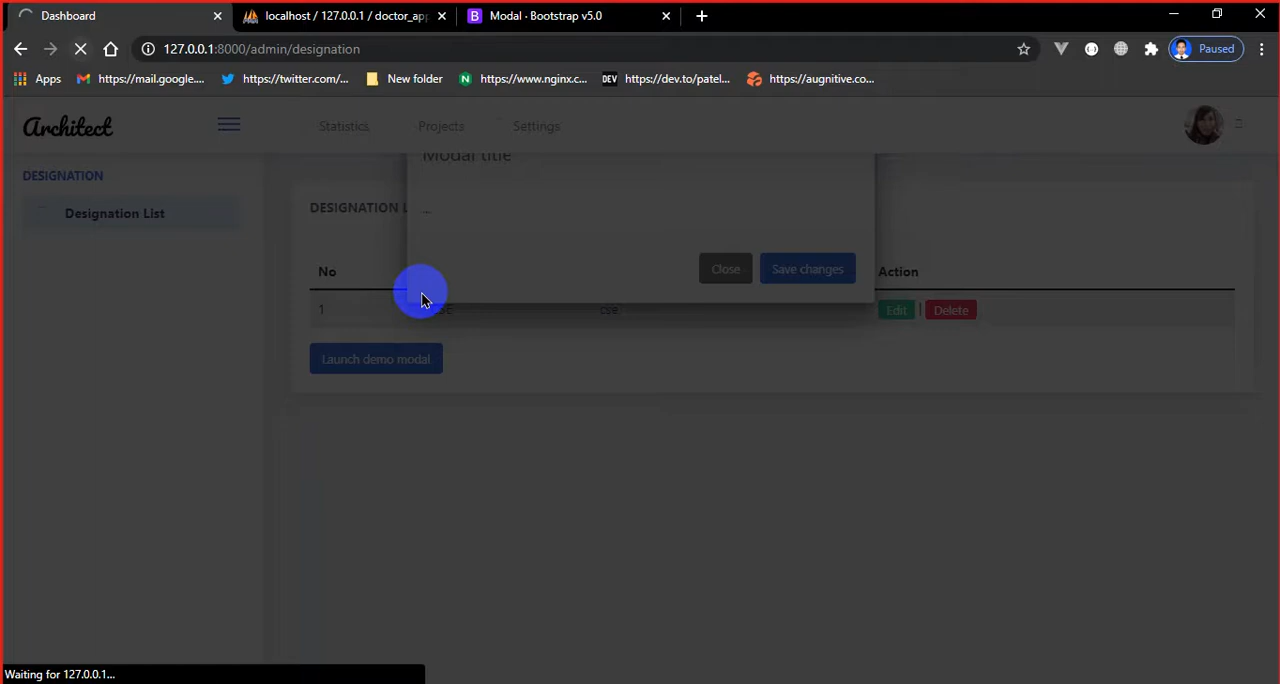 Dashboard
localhost / 127.0.0.1 / doctor_app
Modal · Bootstrap v5.0
127.0.0.1:8000/admin/designation
Paused
Apps
https://mail.google....
https://twitter.com/...
New folder
https://www.nginx.c...
DEV
https://dev.to/patel...
https://augnitive.co...
Architect
Statistics
Projects
Settings
Modal title
DESIGNATION
Designation List
DESIGNATION L
...
Close
Save changes
No
Action
1
cse
Edit | Delete
Launch demo modal
Waiting for 127.0.0.1...